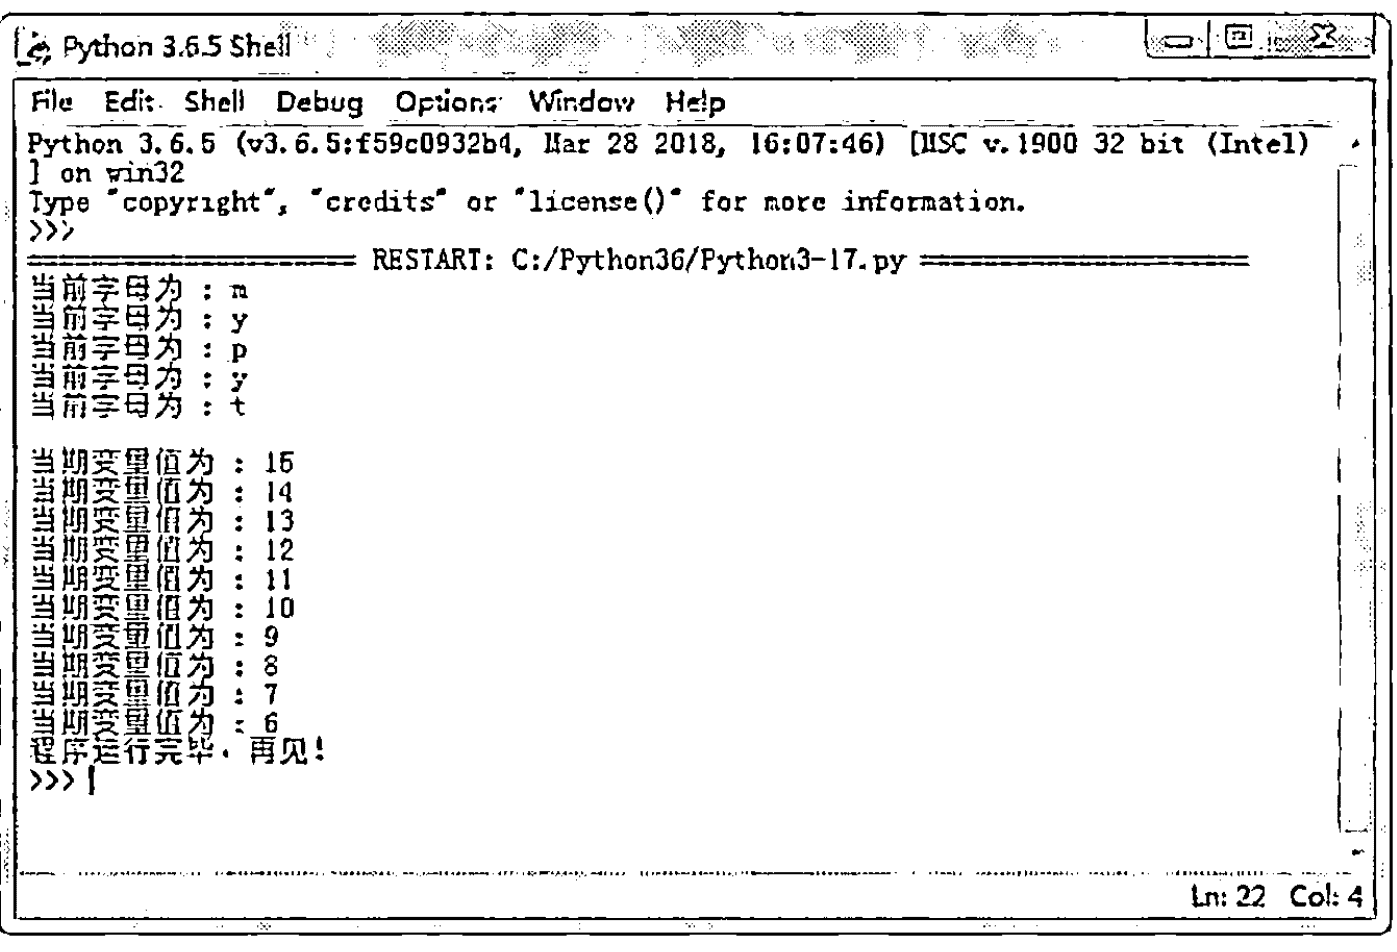 Python 3.6.5 Shell
File Edit Shell Debug Options Window Help
Python 3.6.5 (v3.6.5:f59c0932b4, Mar 28 2018, 16:07:46) [MSC v.1900 32 bit (Intel)
] on win32
Type "copyright", "credits" or "license()" for more information.
>>>
==================== RESTART: C:/Python36/Python3-17.py ====================
当前字母为 : m
当前字母为 : y
当前字母为 : p
当前字母为 : y
当前字母为 : t
当期变量值为 : 15
当期变量值为 : 14
当期变量值为 : 13
当期变量值为 : 12
当期变量值为 : 11
当期变量值为 : 10
当期变量值为 : 9
当期变量值为 : 8
当期变量值为 : 7
当期变量值为 : 6
程序运行完毕,再见!
>>>
Ln: 22 Col: 4